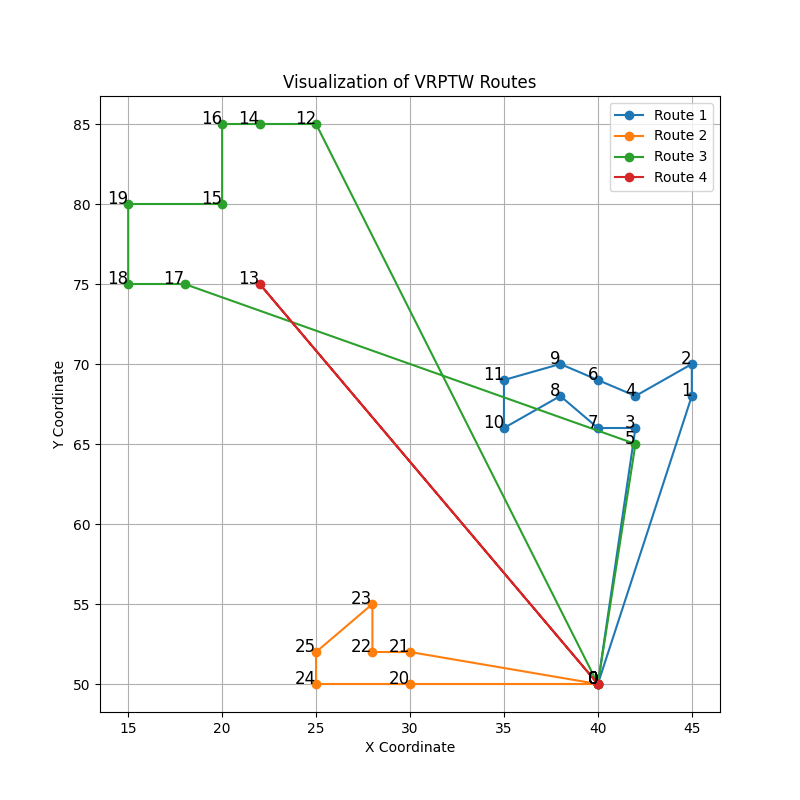 Visualization of VRPTW Routes
Route 1
Route 2
Route 3
Route 4
85
80
75
70
65
60
55
50
Y Coordinate
16 14 12
19 15
18 17 13
9 2
11 6
8 4 1
10 7 3
5
23
25 22 21
24 20 0
15 20 25 30 35 40 45
X Coordinate